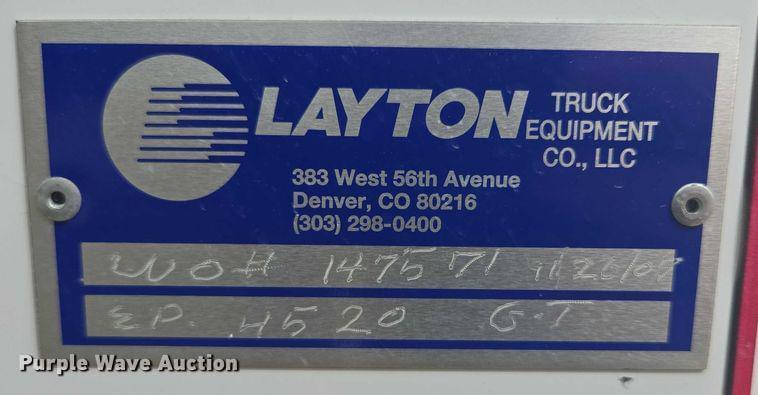 LAYTON TRUCK EQUIPMENT CO., LLC
383 West 56th Avenue
Denver, CO 80216
(303) 298-0400
WO# 147571
4520 G.T
Purple Wave Auction